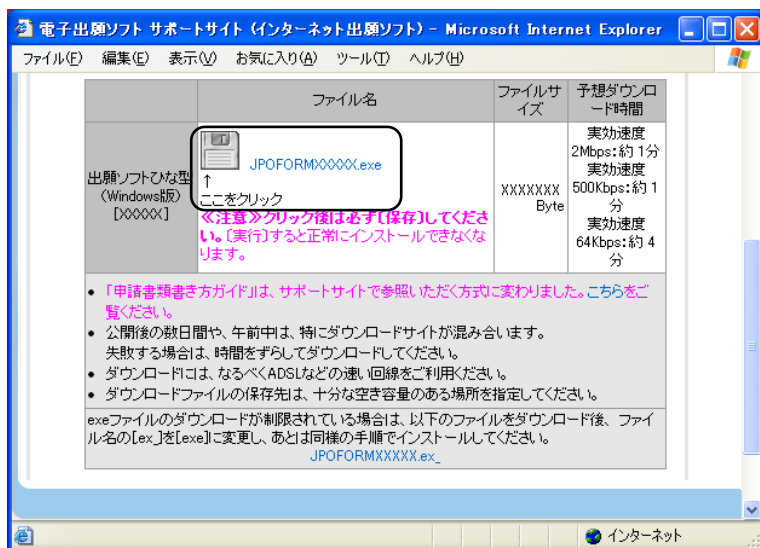 電子出願ソフト サポートサイト (インターネット出願ソフト) - Microsoft Internet Explorer
ファイル(F) 編集(E) 表示(V) お気に入り(A) ツール(T) ヘルプ(H)
ファイル名
ファイルサ
イズ
予想ダウンロ
ード時間
出願ソフトひな型
(Windows版)
[XXXXX]
JPOFORMXXXXX.exe
↑
ここをクリック
≪注意≫クリック後は必ず[保存]してくださ
い。[実行]すると正常にインストールできなくな
ります。
XXXXXXX
Byte
実効速度
2Mbps:約1分
実効速度
500Kbps:約1
分
実効速度
64Kbps:約4
分
• 「申請書類書き方ガイド」は、サポートサイトで参照いただく方式に変わりました。こちらをご
覧ください。
• 公開後の数日間や、午前中は、特にダウンロードサイトが混み合います。
失敗する場合は、時間をずらしてダウンロードしてください。
• ダウンロードには、なるべくADSLなどの速い回線をご利用ください。
• ダウンロードファイルの保存先は、十分な空き容量のある場所を指定してください。
exeファイルのダウンロードが制限されている場合は、以下のファイルをダウンロード後、ファイ
ル名の[ex_]を[exe]に変更し、あとは同様の手順でインストールしてください。
JPOFORMXXXXX.ex_
インターネット